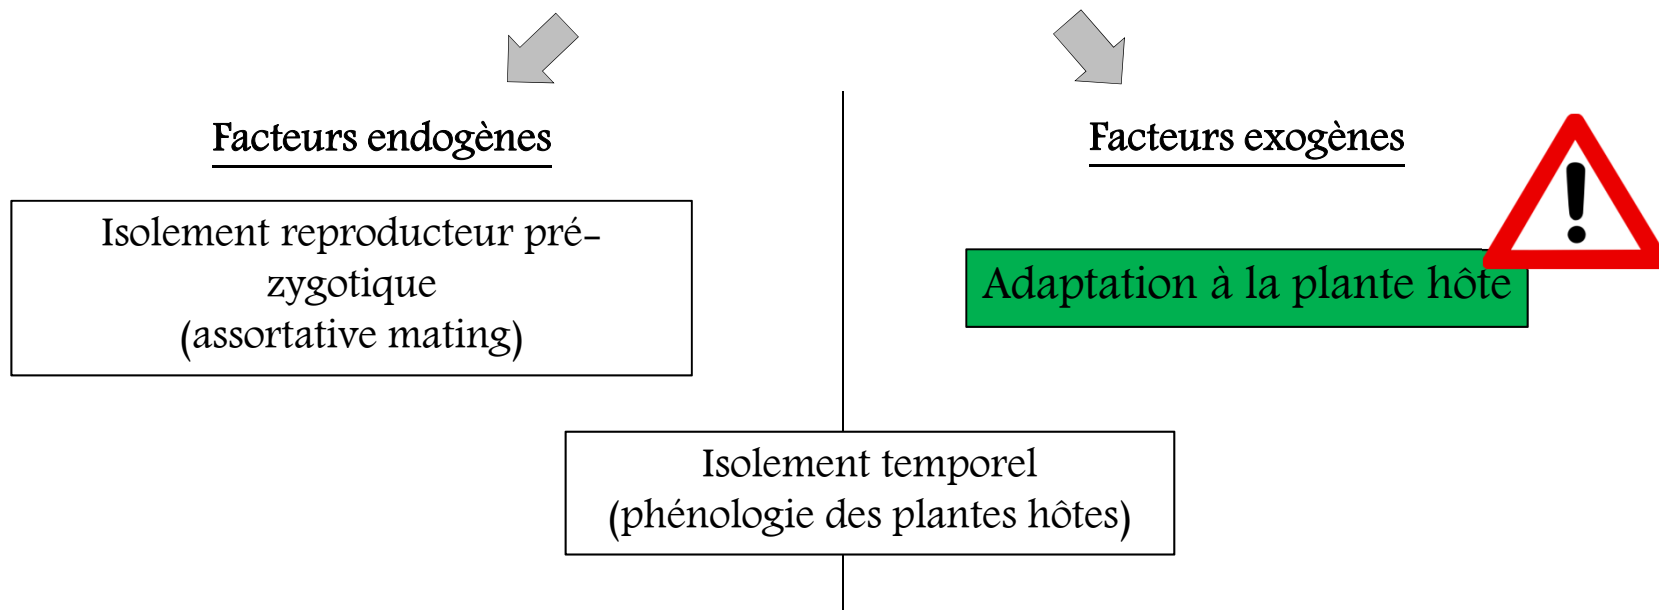 Facteurs endogènes
Facteurs exogènes
Isolement reproducteur pré-
zygotique
(assortative mating)
Adaptation à la plante hôte
Isolement temporel
(phénologie des plantes hôtes)